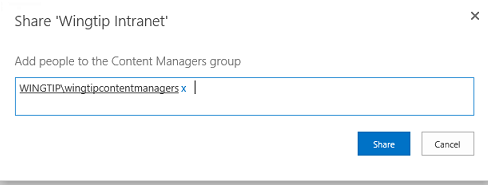 Share 'Wingtip Intranet'
Add people to the Content Managers group
WINGTIP\wingtipcontentmanagers x
Share Cancel